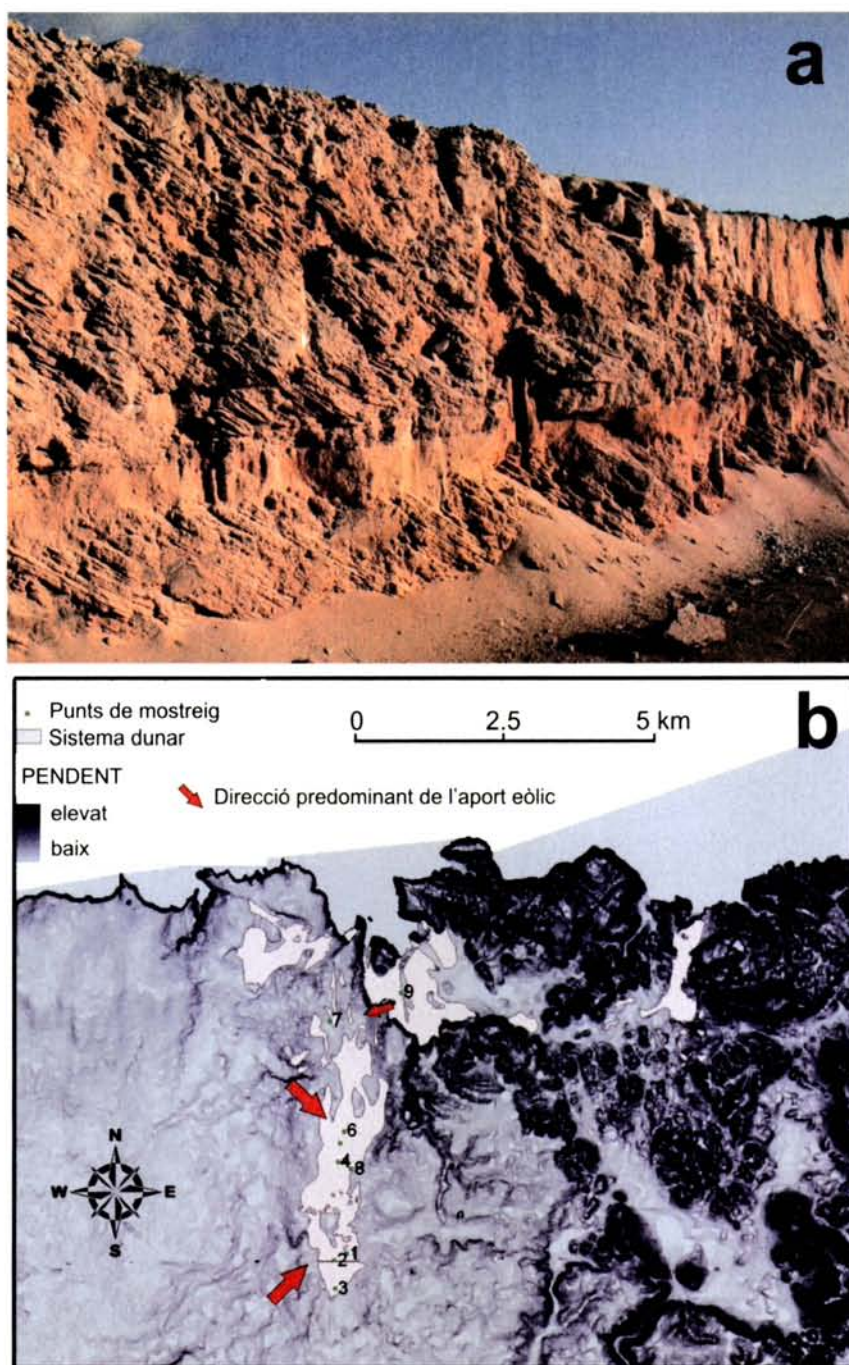 a
b
Punts de mostreig
Sistema dunar
0 2.5 5 km
PENDENT
elevat
baix
Direcció predominant de l'aport eòlic
9
7
6
4
8
N
W E
S
1
2
3